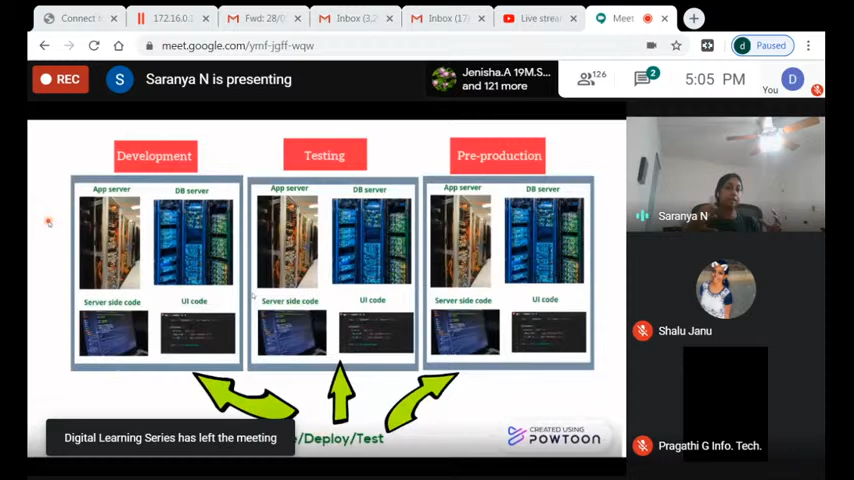 Connect t
172.16.0.1
Fwd: 28/0
Inbox (3,2
Inbox (17
Live strea
Meet
meet.google.com/ymf-jgff-wqw
d
Paused
REC
S
Saranya N is presenting
Jenisha.A 19M.S...
and 121 more
126
2
5:05 PM
You
D
Development
Testing
Pre-production
App server
DB server
App server
DB server
App server
DB server
Server side code
UI code
Server side code
UI code
Server side code
UI code
Saranya N
Shalu Janu
Pragathi G Info. Tech.
Digital Learning Series has left the meeting
e/Deploy/Test
CREATED USING
POWTOON